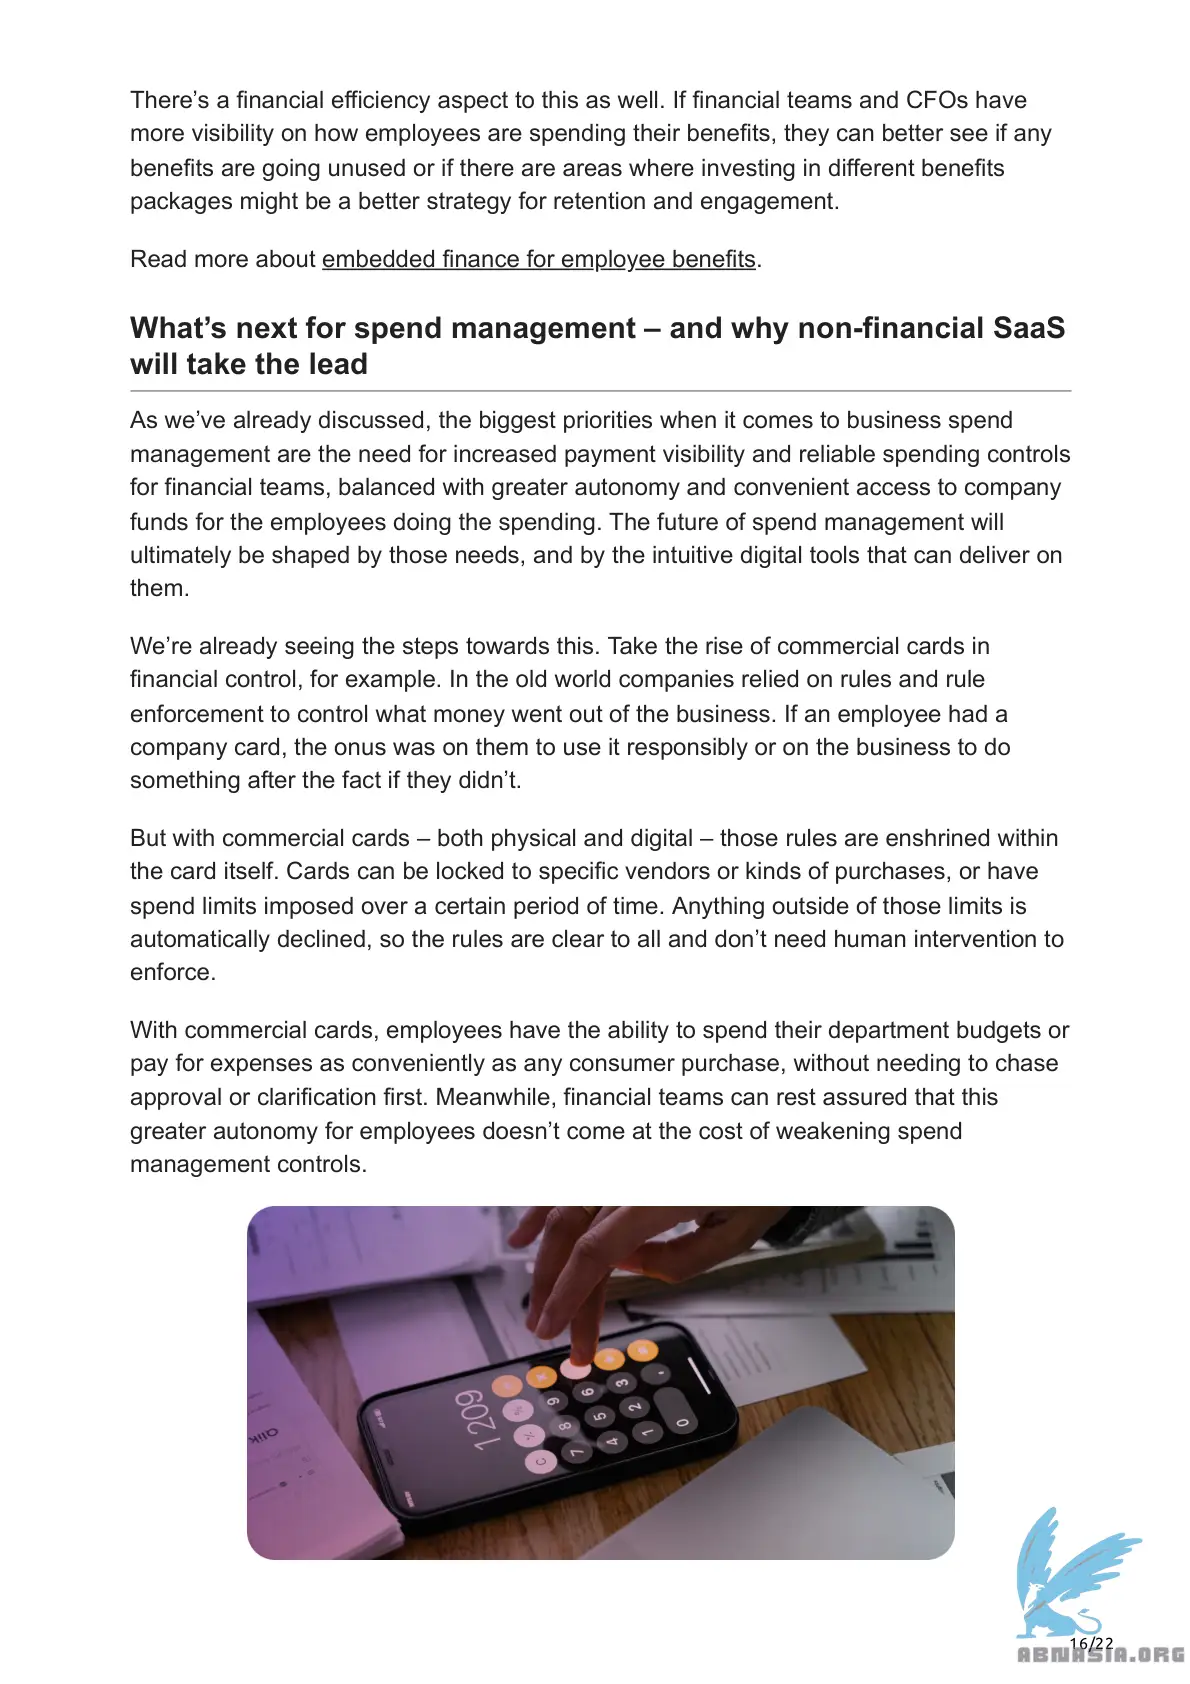 There’s a financial efficiency aspect to this as well. If financial teams and CFOs have
more visibility on how employees are spending their benefits, they can better see if any
benefits are going unused or if there are areas where investing in different benefits
packages might be a better strategy for retention and engagement.
Read more about embedded finance for employee benefits.
What’s next for spend management – and why non-financial SaaS
will take the lead
As we’ve already discussed, the biggest priorities when it comes to business spend
management are the need for increased payment visibility and reliable spending controls
for financial teams, balanced with greater autonomy and convenient access to company
funds for the employees doing the spending. The future of spend management will
ultimately be shaped by those needs, and by the intuitive digital tools that can deliver on
them.
We’re already seeing the steps towards this. Take the rise of commercial cards in
financial control, for example. In the old world companies relied on rules and rule
enforcement to control what money went out of the business. If an employee had a
company card, the onus was on them to use it responsibly or on the business to do
something after the fact if they didn’t.
But with commercial cards – both physical and digital – those rules are enshrined within
the card itself. Cards can be locked to specific vendors or kinds of purchases, or have
spend limits imposed over a certain period of time. Anything outside of those limits is
automatically declined, so the rules are clear to all and don’t need human intervention to
enforce.
With commercial cards, employees have the ability to spend their department budgets or
pay for expenses as conveniently as any consumer purchase, without needing to chase
approval or clarification first. Meanwhile, financial teams can rest assured that this
greater autonomy for employees doesn’t come at the cost of weakening spend
management controls.
1209
C 7 4 1 0
% 8 5 2
9 6 3
Qlik
16/22
ABNASIA.ORG